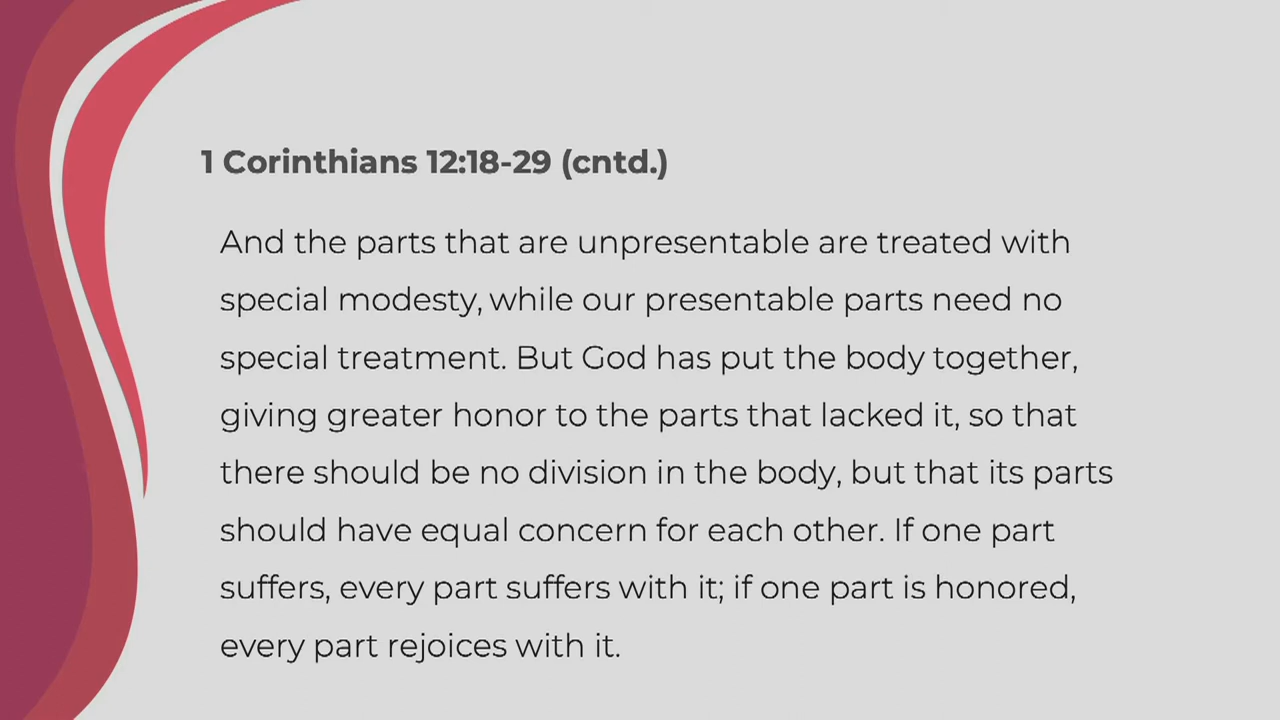 1 Corinthians 12:18-29 (cntd.)
And the parts that are unpresentable are treated with
special modesty, while our presentable parts need no
special treatment. But God has put the body together,
giving greater honor to the parts that lacked it, so that
there should be no division in the body, but that its parts
should have equal concern for each other. If one part
suffers, every part suffers with it; if one part is honored,
every part rejoices with it.